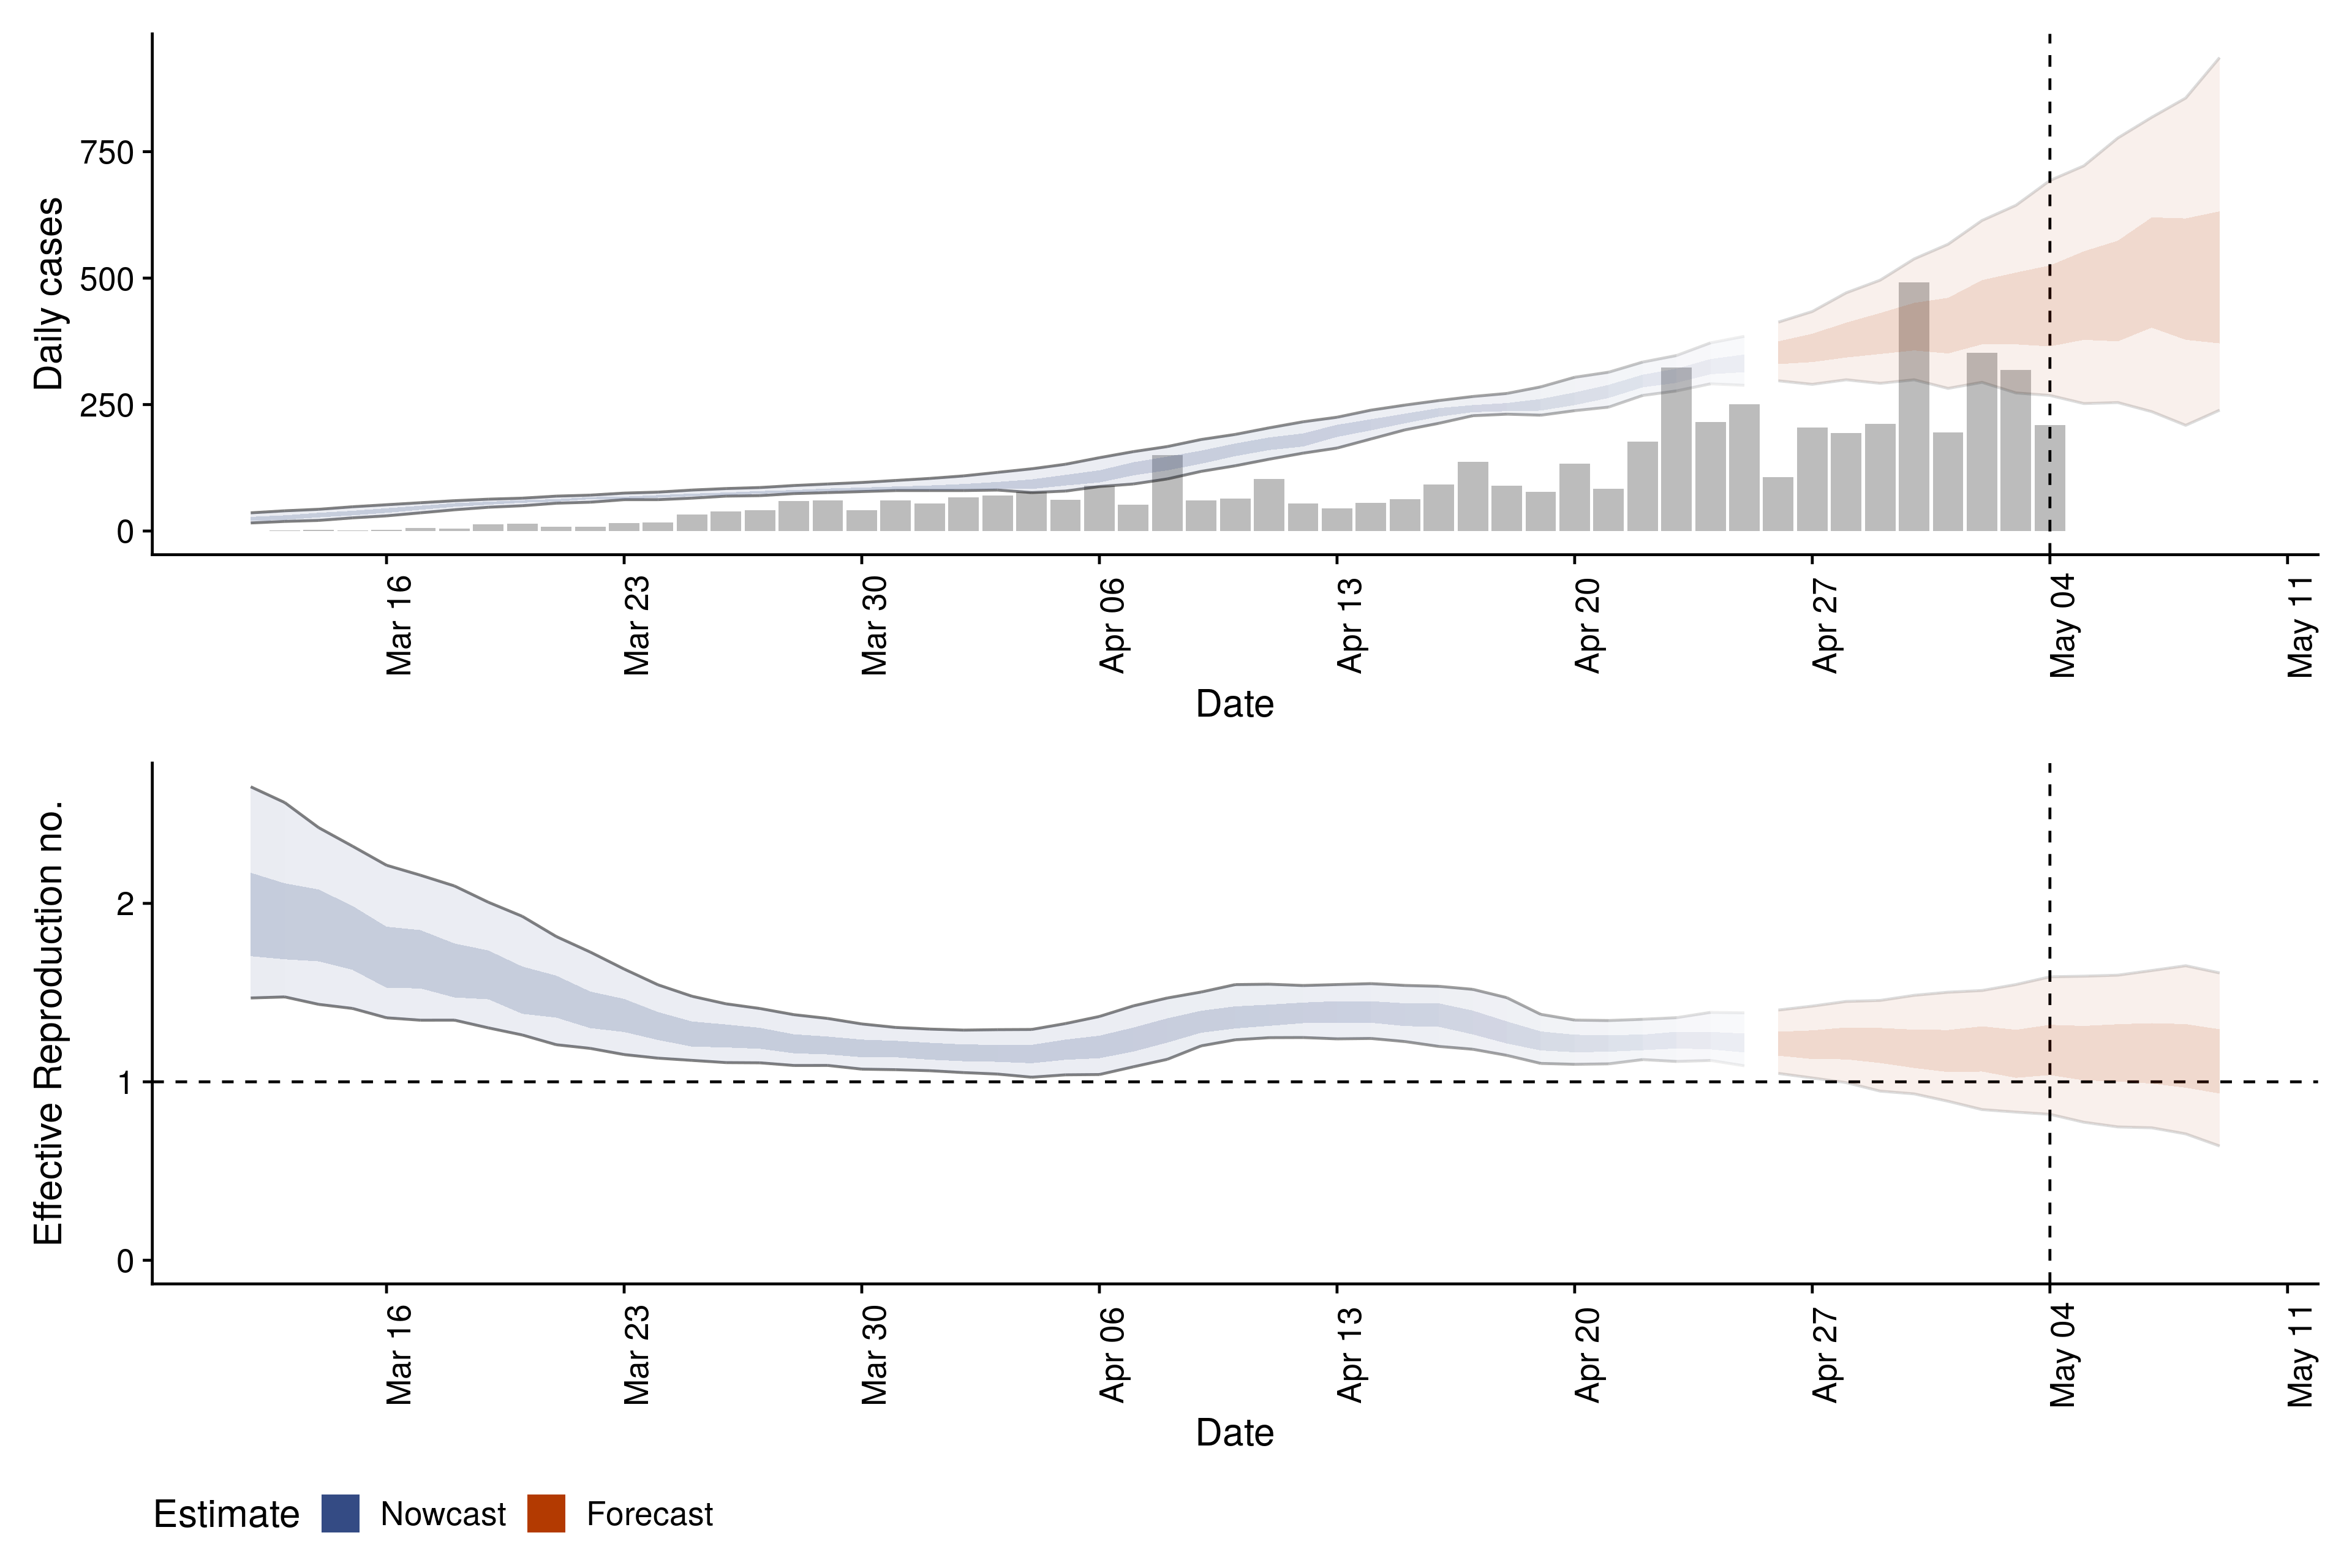 Daily cases
750
500
250
0
Mar 16
Mar 23
Mar 30
Apr 06
Apr 13
Apr 20
Apr 27
May 04
May 11
Date
Effective Reproduction no.
2
1
0
Mar 16
Mar 23
Mar 30
Apr 06
Apr 13
Apr 20
Apr 27
May 04
May 11
Date
Estimate Nowcast Forecast